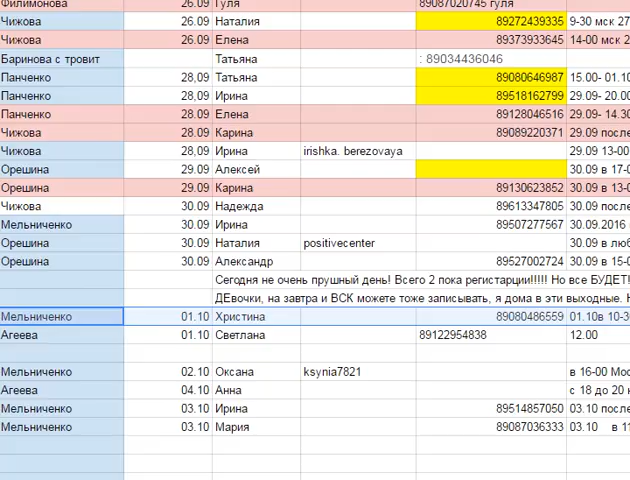 Филимонова 26.09 Гуля 89087020745 гуля
Чижова 26.09 Наталия 89272439335 9-30 мск 27
Чижова 26.09 Елена 89373933645 14-00 мск 2
Баринова с тровит Татьяна : 89034436046
Панченко 28,09 Татьяна 89080646987 15.00- 01.10
Панченко 28,09 Ирина 89518162799 29.09- 20.00
Панченко 28.09 Елена 89128046516 29.09- 14.30
Чижова 28.09 Карина 89089220371 29.09 после
Чижова 28,09 Ирина irishka. berezovaya 29.09 13-00
Орешина 29.09 Алексей 30.09 в 17-0
Орешина 29.09 Карина 89130623852 30.09 в 13-0
Чижова 30.09 Надежда 89613347805 30.09 после
Мельниченко 30.09 Ирина 89507277567 30.09.2016
Орешина 30.09 Наталия positivecenter 30.09 в люб
Орешина 30.09 Александр 89527002724 30.09 в 15-0
Сегодня не очень прушный день! Всего 2 пока регистарции!!!!! Но все БУДЕТ!
ДЕвочки, на завтра и ВСК можете тоже записывать, я дома в эти выходные.
Мельниченко 01.10 Христина 89080486559 01.10в 10-3
Агеева 01.10 Светлана 89122954838 12.00
Мельниченко 02.10 Оксана ksynia7821 в 16-00 Мос
Агеева 04.10 Анна с 18 до 20
Мельниченко 03.10 Ирина 89514857050 03.10 после
Мельниченко 03.10 Мария 89087036333 03.10 в 11